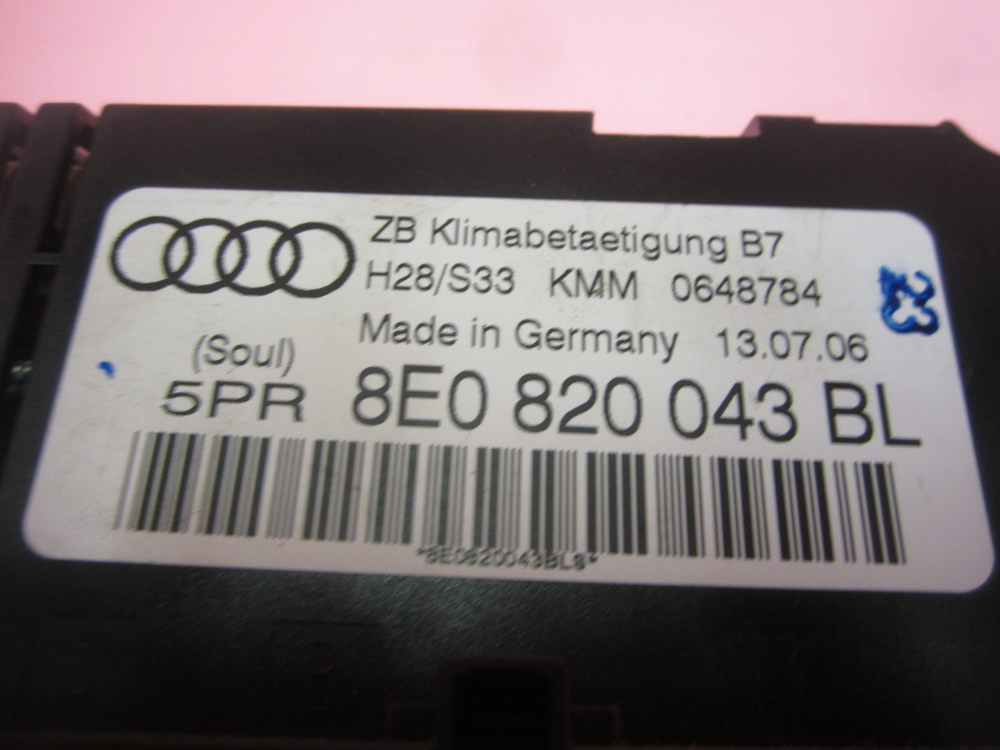 ZB Klimabetaetigung B7
H28/S33 KMM 0648784
Made in Germany 13.07.06
(Soul)
5PR 8E0 820 043 BL
*8E0820043BL8*